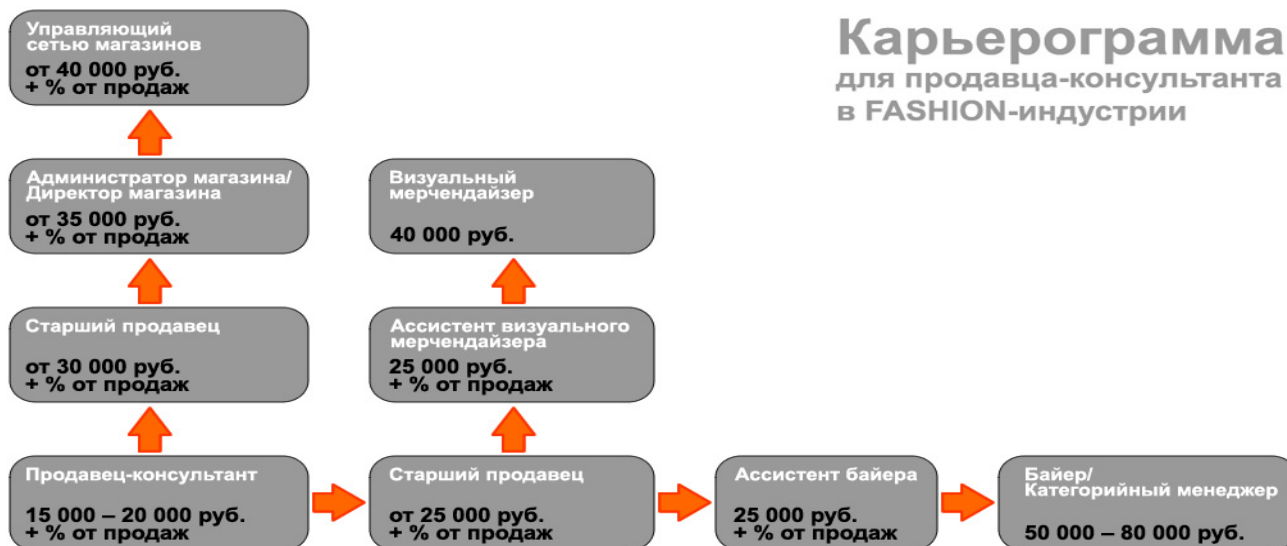 Карьерограмма
для продавца-консультанта
в FASHION-индустрии
Управляющий
сетью магазинов
от 40 000 руб.
+ % от продаж
Администратор магазина/
Директор магазина
от 35 000 руб.
+ % от продаж
Визуальный
мерчендайзер
40 000 руб.
Старший продавец
от 30 000 руб.
+ % от продаж
Ассистент визуального
мерчендайзера
25 000 руб.
+ % от продаж
Продавец-консультант
15 000 – 20 000 руб.
+ % от продаж
Старший продавец
от 25 000 руб.
+ % от продаж
Ассистент байера
25 000 руб.
+ % от продаж
Байер/
Категорийный менеджер
50 000 – 80 000 руб.